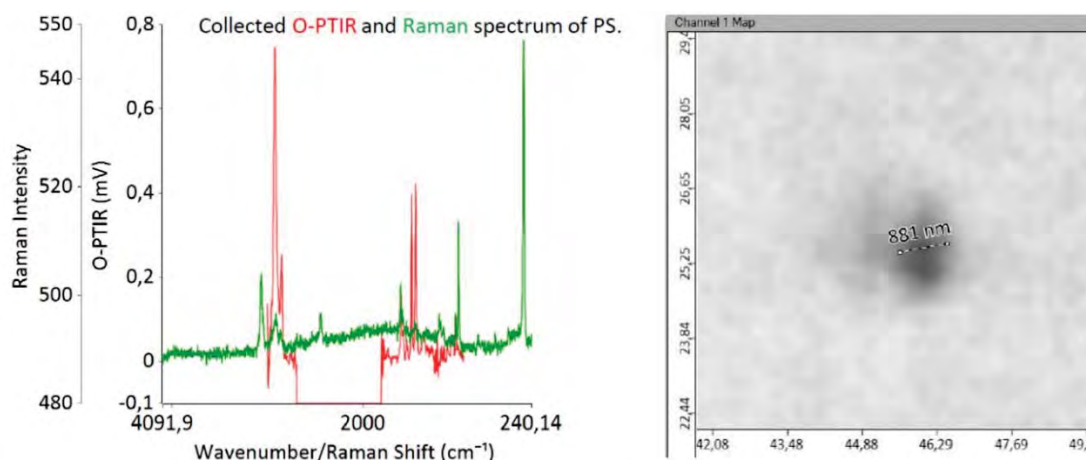 Collected O-PTIR and Raman spectrum of PS.
Raman Intensity
550
540
520
500
480
O-PTIR (mV)
0,8
0,6
0,4
0,2
0
-0,1
4091,9 2000 240,14
Wavenumber/Raman Shift (cm⁻¹)
Channel 1 Map
29,4
28,05
26,65
25,25
23,84
22,44
881 nm
42,08 43,48 44,88 46,29 47,69 49,